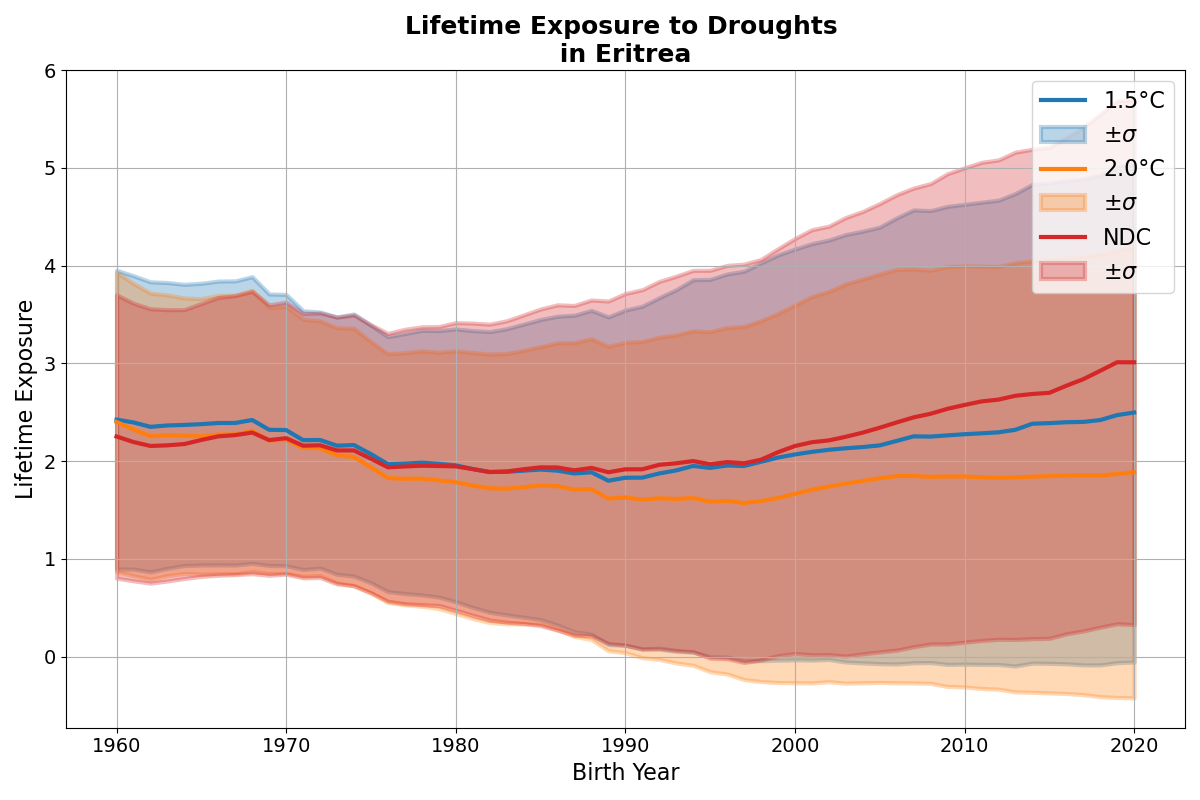 Lifetime Exposure to Droughts
in Eritrea
6
5
4
3
2
1
0
Lifetime Exposure
1960
1970
1980
1990
2000
2010
2020
Birth Year
1.5°C
±σ
2.0°C
±σ
NDC
±σ